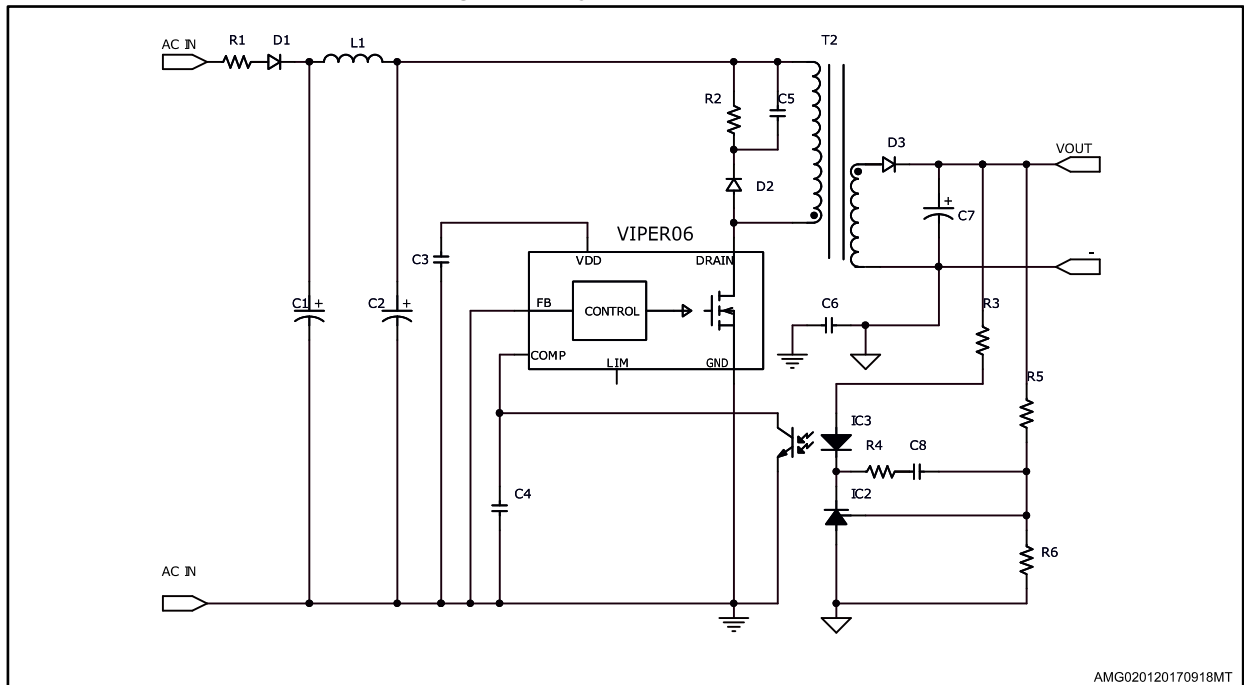 AC IN
R1
D1
L1
T2
R2
C5
D3
VOUT
D2
C7
VIPER06
C3
VDD
DRAIN
-
C1 +
C2 +
+
FB
CONTROL
C6
R3
COMP
LIM
GND
R5
IC3
R4
C8
C4
IC2
R6
AC IN
AMG020120170918MT